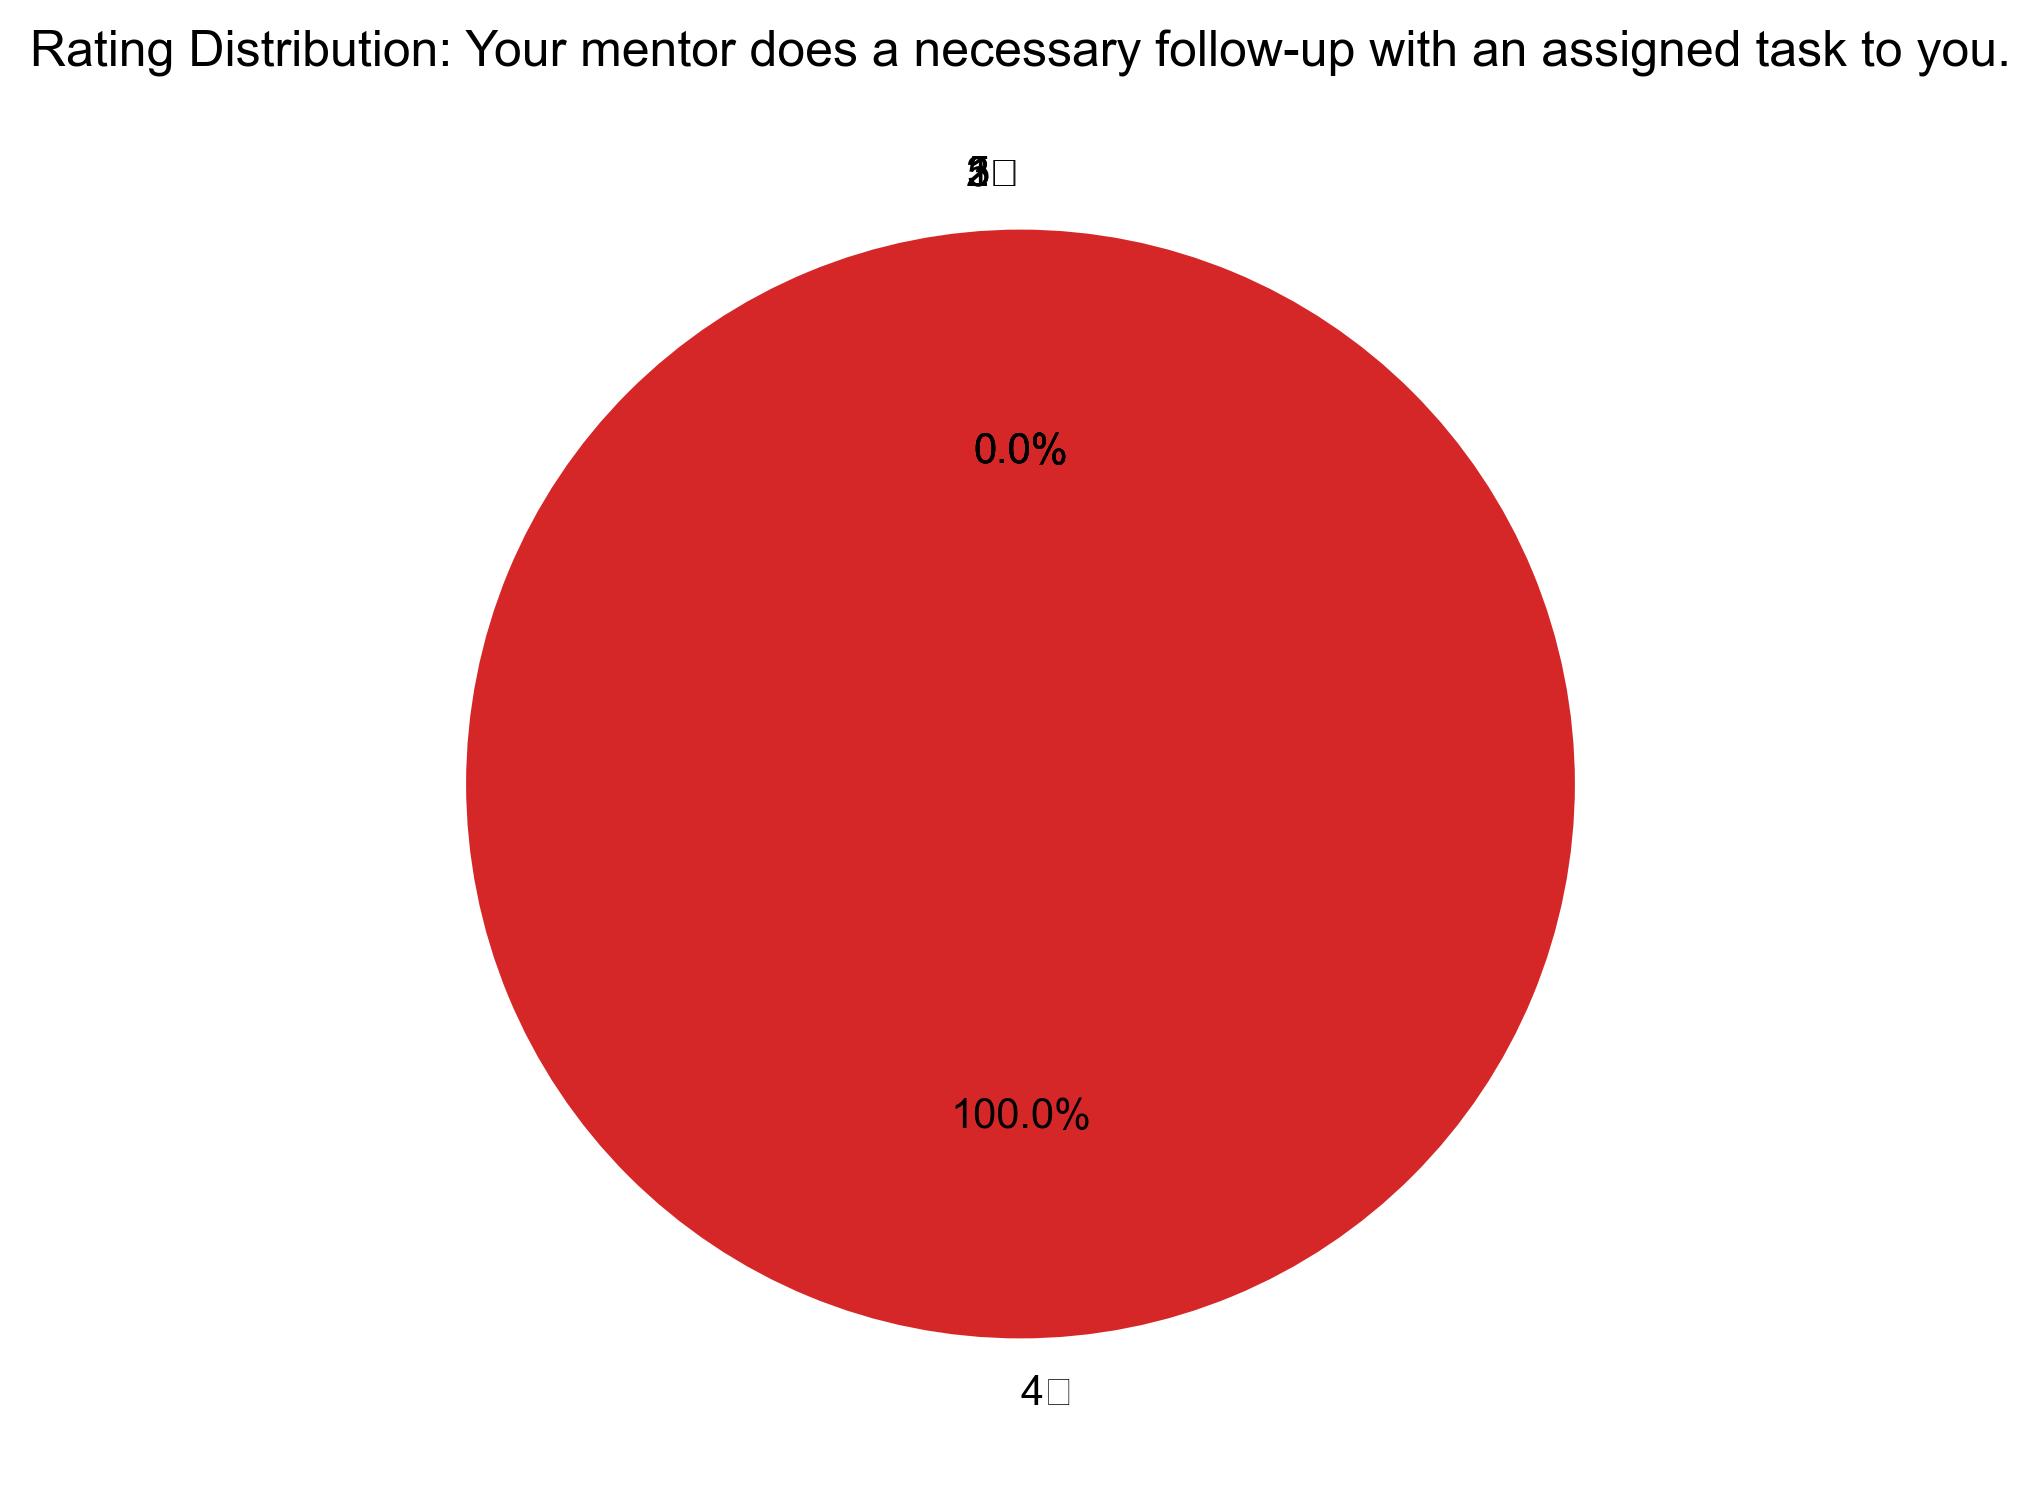 Rating Distribution: Your mentor does a necessary follow-up with an assigned task to you.
0.0%
100.0%
4□